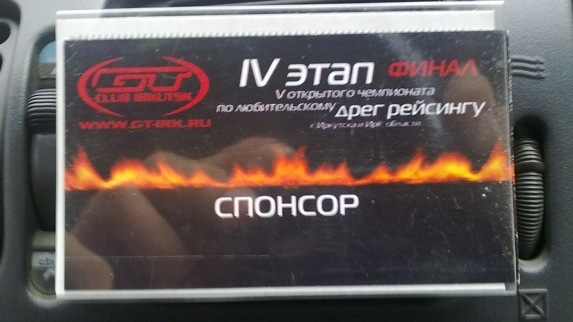 GT
CLUB IRKUTSK
WWW.GT-IRK.RU
IV ЭТАП ФИНАЛ
V ОТКРЫТОГО ЧЕМПИОНАТА
ПО ЛЮБИТЕЛЬСКОМУ ДРЕГ РЕЙСИНГУ
г.Иркутска и Ирк. области
СПОНСОР